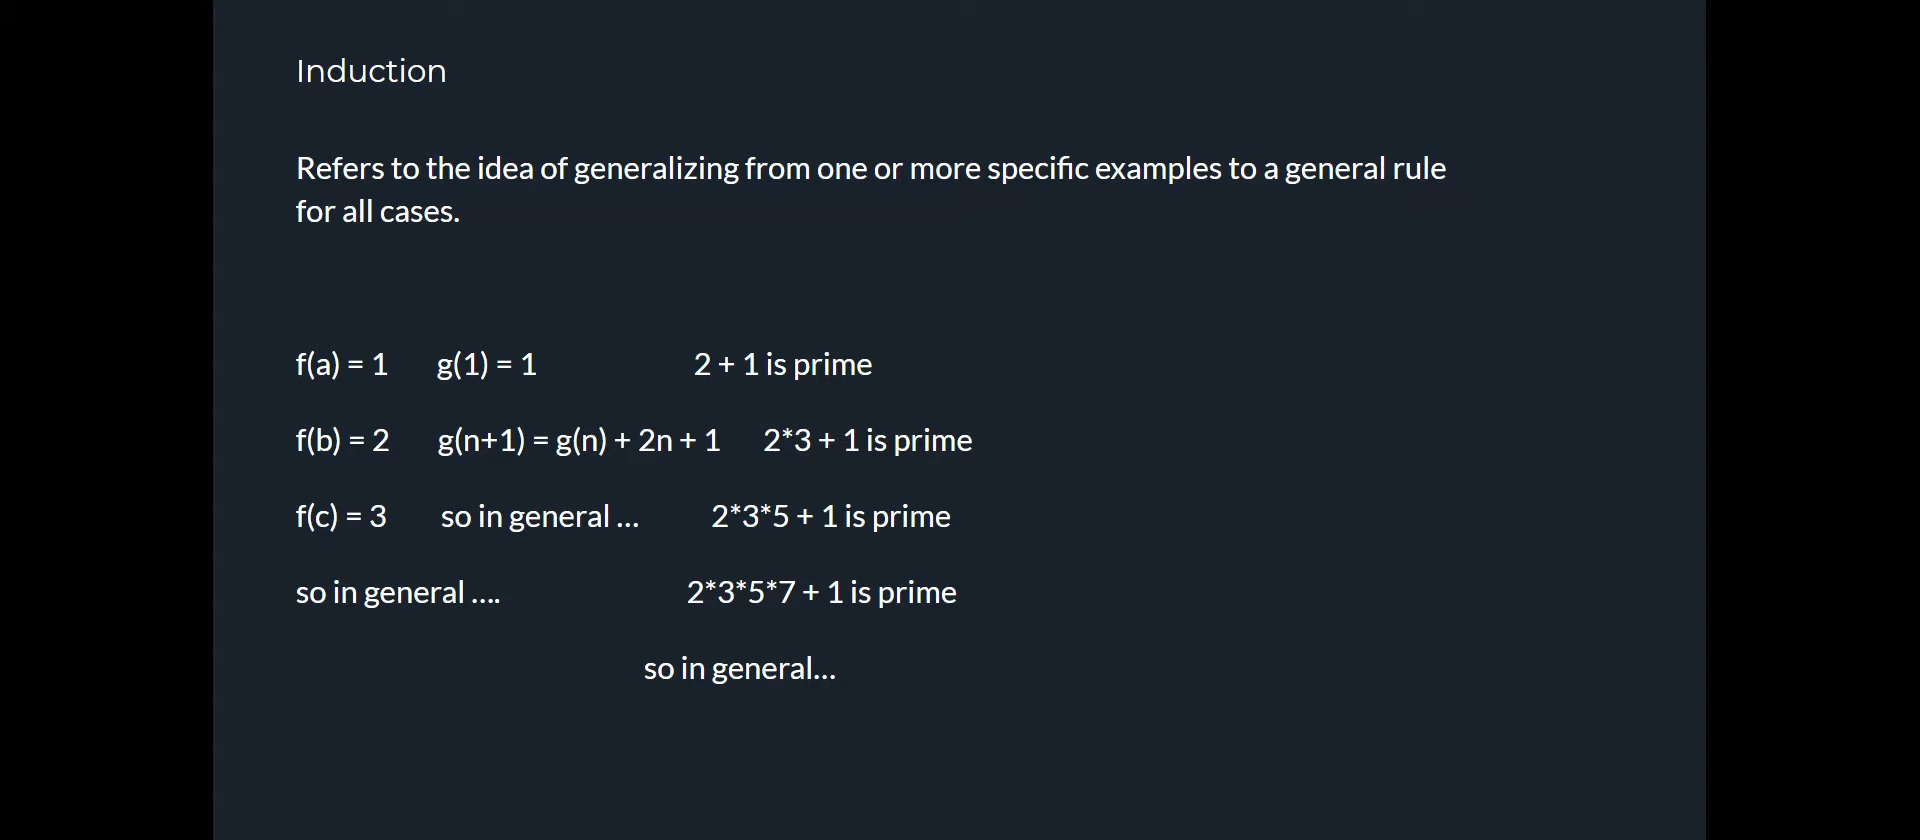 Induction
Refers to the idea of generalizing from one or more specific examples to a general rule
for all cases.
f(a) = 1 g(1) = 1 2 + 1 is prime
f(b) = 2 g(n+1) = g(n) + 2n + 1 2*3 + 1 is prime
f(c) = 3 so in general ... 2*3*5 + 1 is prime
so in general .... 2*3*5*7 + 1 is prime
so in general...